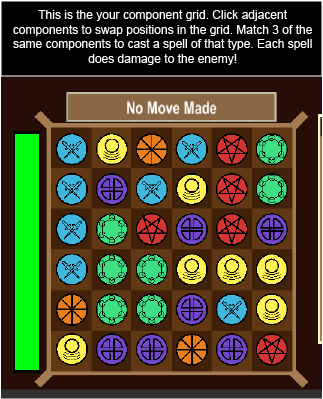 This is the your component grid. Click adjacent
components to swap positions in the grid. Match 3 of
the same components to cast a spell of that type. Each spell
does damage to the enemy!
No Move Made